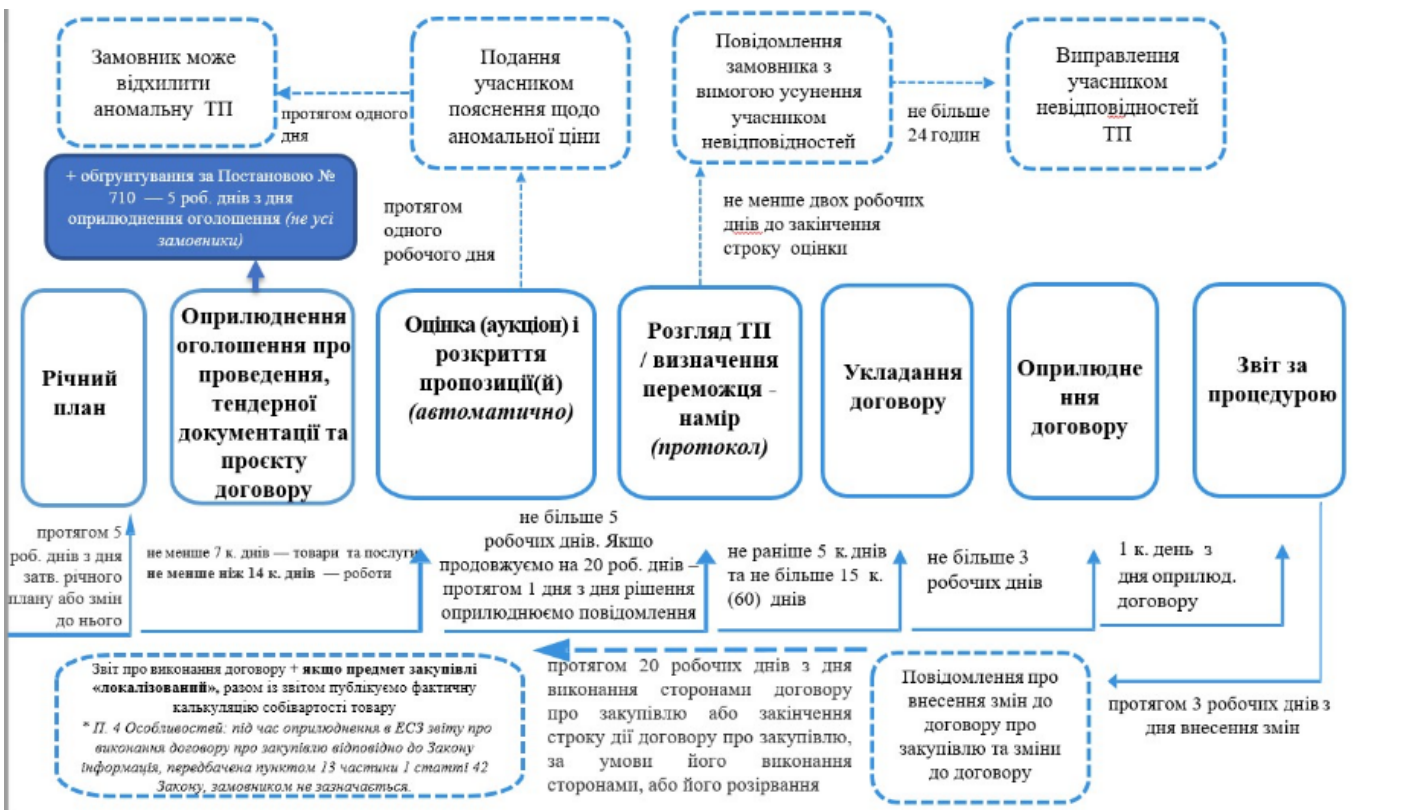 Замовник може
відхилити
аномальну ТП
протягом одного
дня
Подання
учасником
пояснення щодо
аномальної ціни
Повідомлення
замовника з
вимогою усунення
учасником
невідповідностей
не більше
24 годин
Виправлення
учасником
невідповідностей
ТП
+ обґрунтування за Постановою №
710 — 5 роб. днів з дня
оприлюднення оголошення (не усі
замовники)
протягом
одного
робочого дня
не менше двох робочих
днів до закінчення
строку оцінки
Річний
план
Оприлюднення
оголошення про
проведення,
тендерної
документації та
проєкту
договору
Оцінка (аукціон) і
розкриття
пропозиції(й)
(автоматично)
Розгляд ТП
/ визначення
переможця -
намір
(протокол)
Укладання
договору
Оприлюдне
ння
договору
Звіт за
процедурою
протягом 5
роб. днів з дня
затв. річного
плану або змін
до нього
не менше 7 к. днів — товари та послуги
не менше ніж 14 к. днів — роботи
не більше 5
робочих днів. Якщо
продовжуємо на 20 роб. днів –
протягом 1 дня з дня рішення
оприлюднюємо повідомлення
не раніше 5 к. днів
та не більше 15 к.
(60) днів
не більше 3
робочих днів
1 к. день з
дня оприлюд.
договору
Звіт про виконання договору + якщо предмет закупівлі
«локалізований», разом із звітом публікуємо фактичну
калькуляцію собівартості товару
* П. 4 Особливостей: під час оприлюднення в ЕСЗ звіту про
виконання договору про закупівлю відповідно до Закону
інформація, передбачена пунктом 13 частини 1 статті 42
Закону, замовником не зазначається.
протягом 20 робочих днів з дня
виконання сторонами договору
про закупівлю або закінчення
строку дії договору про закупівлю,
за умови його виконання
сторонами, або його розірвання
Повідомлення про
внесення змін до
договору про
закупівлю та зміни
до договору
протягом 3 робочих днів з
дня внесення змін